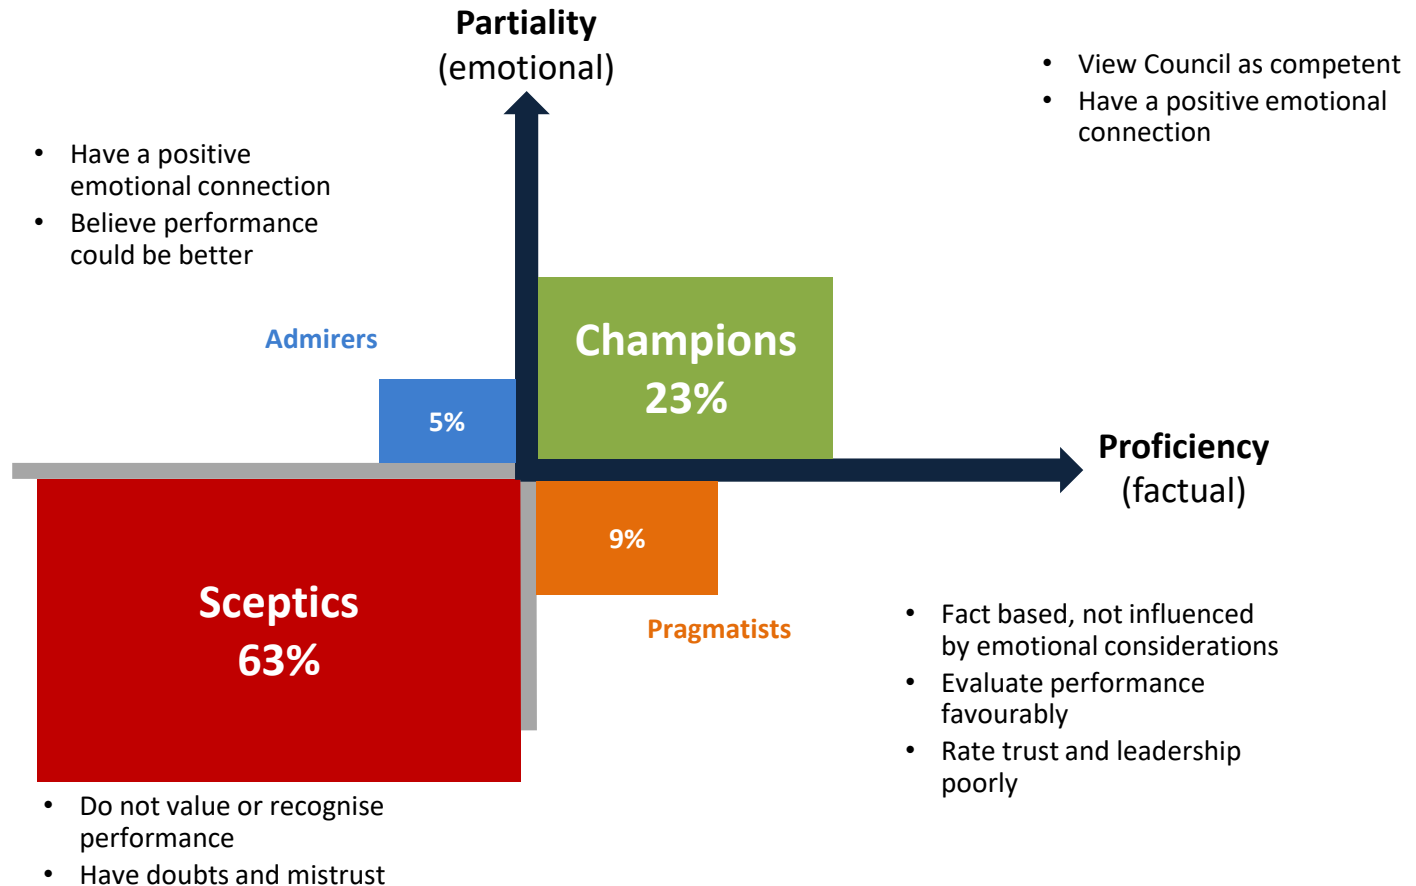 Partiality
(emotional)
• View Council as competent
• Have a positive emotional
connection
• Have a positive
emotional connection
• Believe performance
could be better
Admirers
5%
Champions
23%
Proficiency
(factual)
Sceptics
63%
9%
Pragmatists
• Fact based, not influenced
by emotional considerations
• Evaluate performance
favourably
• Rate trust and leadership
poorly
• Do not value or recognise
performance
• Have doubts and mistrust